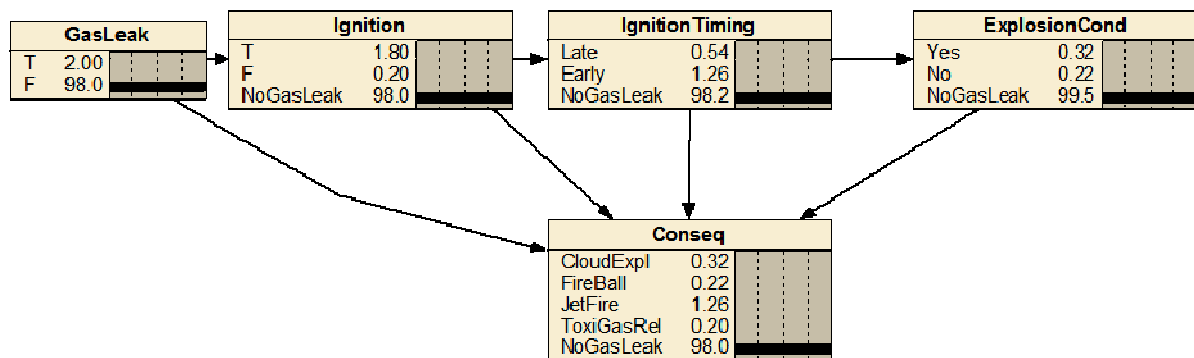 GasLeak
T 2.00
F 98.0
Ignition
T 1.80
F 0.20
NoGasLeak 98.0
IgnitionTiming
Late 0.54
Early 1.26
NoGasLeak 98.2
ExplosionCond
Yes 0.32
No 0.22
NoGasLeak 99.5
Conseq
CloudExpl 0.32
FireBall 0.22
JetFire 1.26
ToxiGasRel 0.20
NoGasLeak 98.0